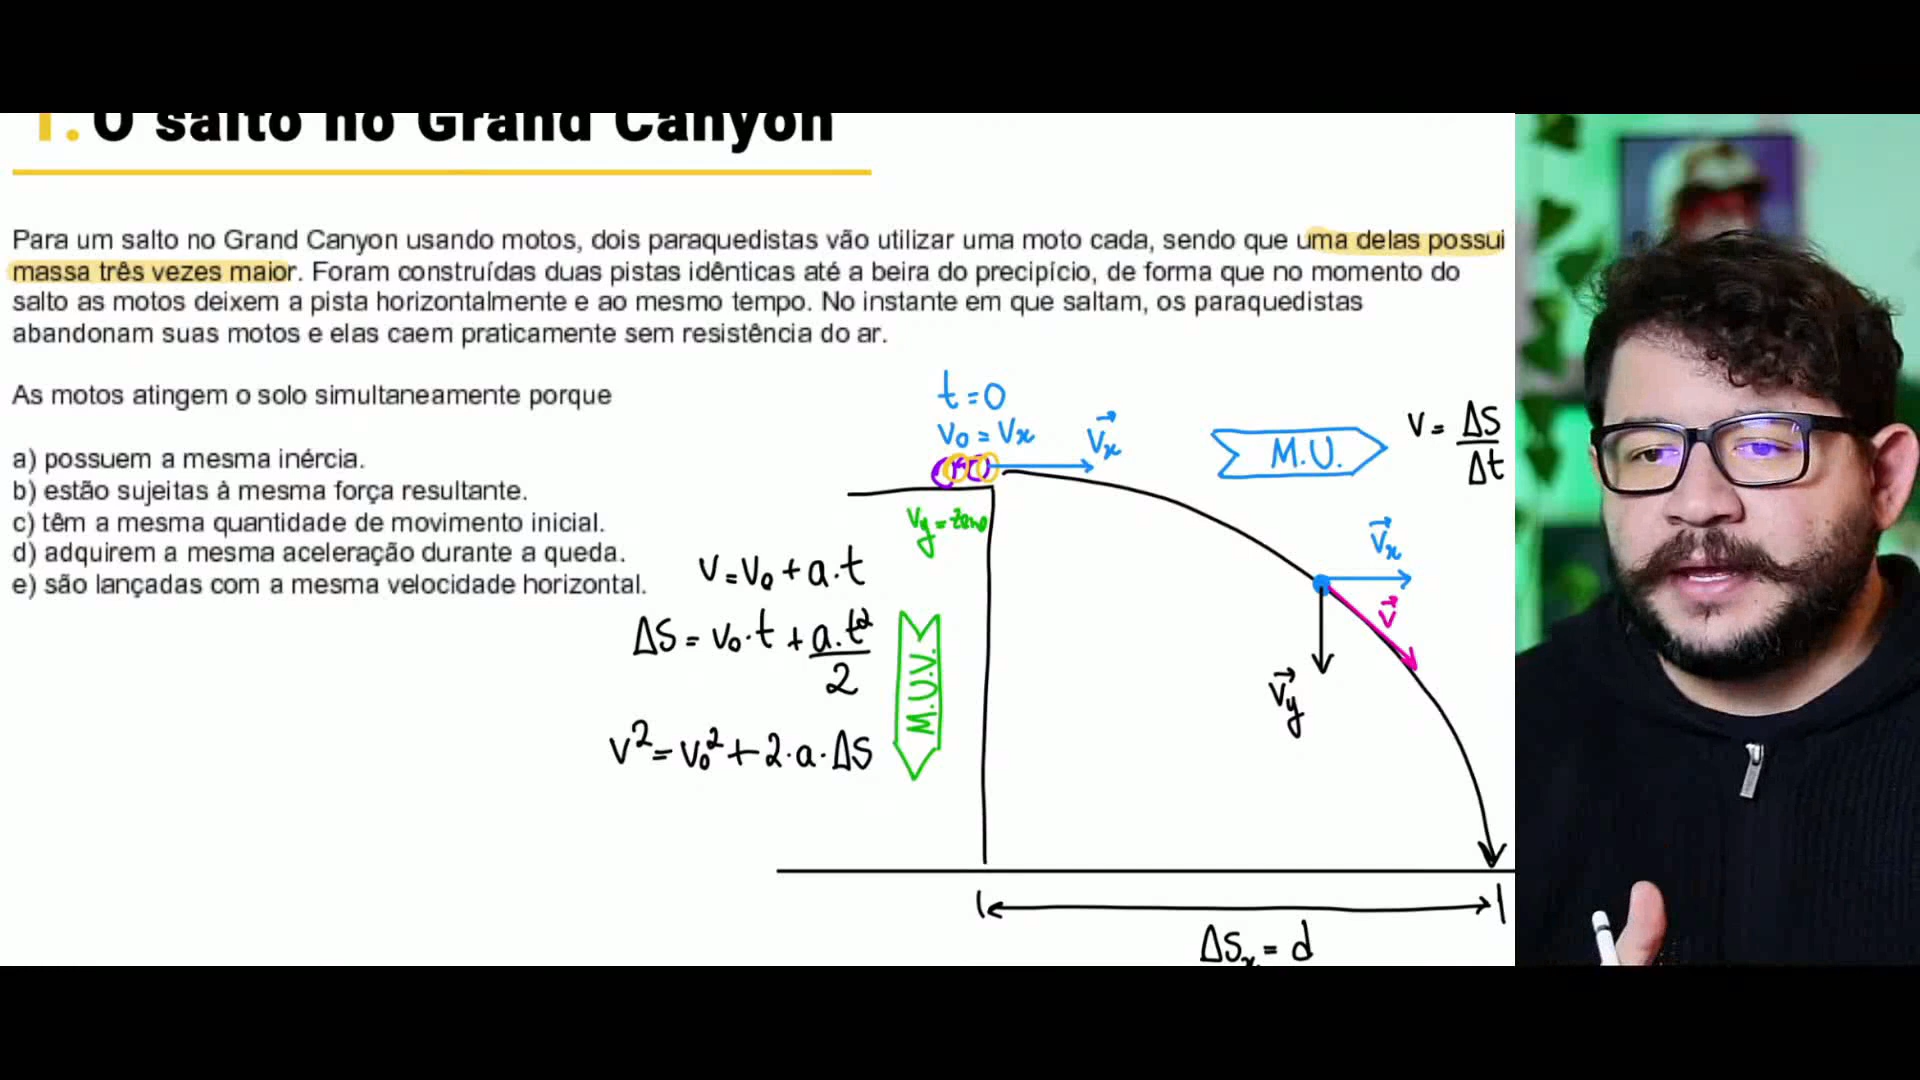 1. O salto no Grand Canyon
Para um salto no Grand Canyon usando motos, dois paraquedistas vão utilizar uma moto cada, sendo que uma delas possui
massa três vezes maior. Foram construídas duas pistas idênticas até a beira do precipício, de forma que no momento do
salto as motos deixem a pista horizontalmente e ao mesmo tempo. No instante em que saltam, os paraquedistas
abandonam suas motos e elas caem praticamente sem resistência do ar.
As motos atingem o solo simultaneamente porque
a) possuem a mesma inércia.
b) estão sujeitas à mesma força resultante.
c) têm a mesma quantidade de movimento inicial.
d) adquirem a mesma aceleração durante a queda.
e) são lançadas com a mesma velocidade horizontal.
t = 0
V₀ = Vx
V⃗x
M.U.
V = ΔS/Δt
Vy = zero
V = V₀ + a.t
ΔS = V₀.t + a.t²/2
V² = V₀² + 2.a.ΔS
M.U.V.
V⃗x
V⃗
V⃗y
ΔSx = d